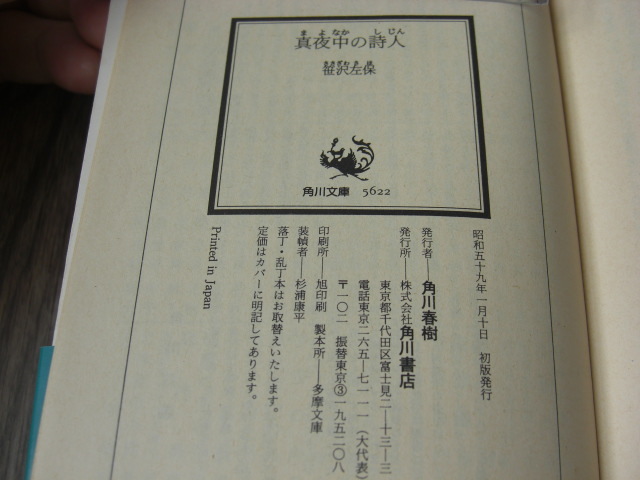 真夜中の詩人
笹沢左保
角川文庫 5622
昭和五十九年一月十日 初版発行
発行者――角川春樹
発行所――株式会社角川書店
東京都千代田区富士見二―十三―三
電話東京二六五―七一一一(大代表)
〒一〇二 振替東京③一九五二〇八
印刷所――旭印刷 製本所――多摩文庫
装幀者――杉浦康平
落丁・乱丁本はお取替えいたします。
定価はカバーに明記してあります。
Printed in Japan